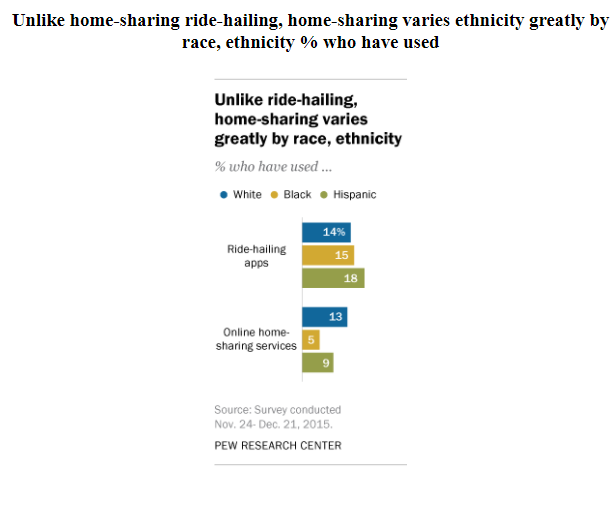 Unlike home-sharing ride-hailing, home-sharing varies ethnicity greatly by
race, ethnicity % who have used
Unlike ride-hailing,
home-sharing varies
greatly by race, ethnicity
% who have used ...
White Black Hispanic
Ride-hailing
apps
14%
15
18
Online home-
sharing services
13
5
9
Source: Survey conducted
Nov. 24- Dec. 21, 2015.
PEW RESEARCH CENTER